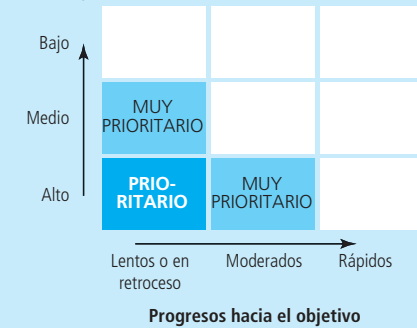 Bajo
Medio
MUY
PRIORITARIO
Alto
PRIO-
RITARIO
MUY
PRIORITARIO
Lentos o en
retroceso
Moderados
Rápidos
Progresos hacia el objetivo